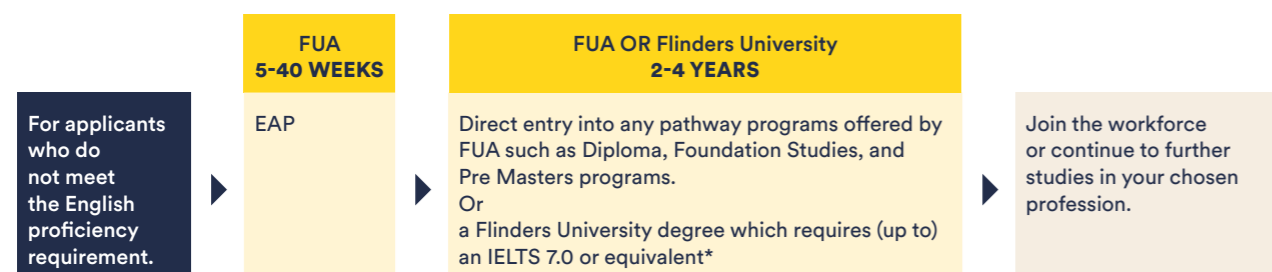 For applicants
who do
not meet
the English
proficiency
requirement.
FUA
5-40 WEEKS
EAP
FUA OR Flinders University
2-4 YEARS
Direct entry into any pathway programs offered by
FUA such as Diploma, Foundation Studies, and
Pre Masters programs.
Or
a Flinders University degree which requires (up to)
an IELTS 7.0 or equivalent*
Join the workforce
or continue to further
studies in your chosen
profession.